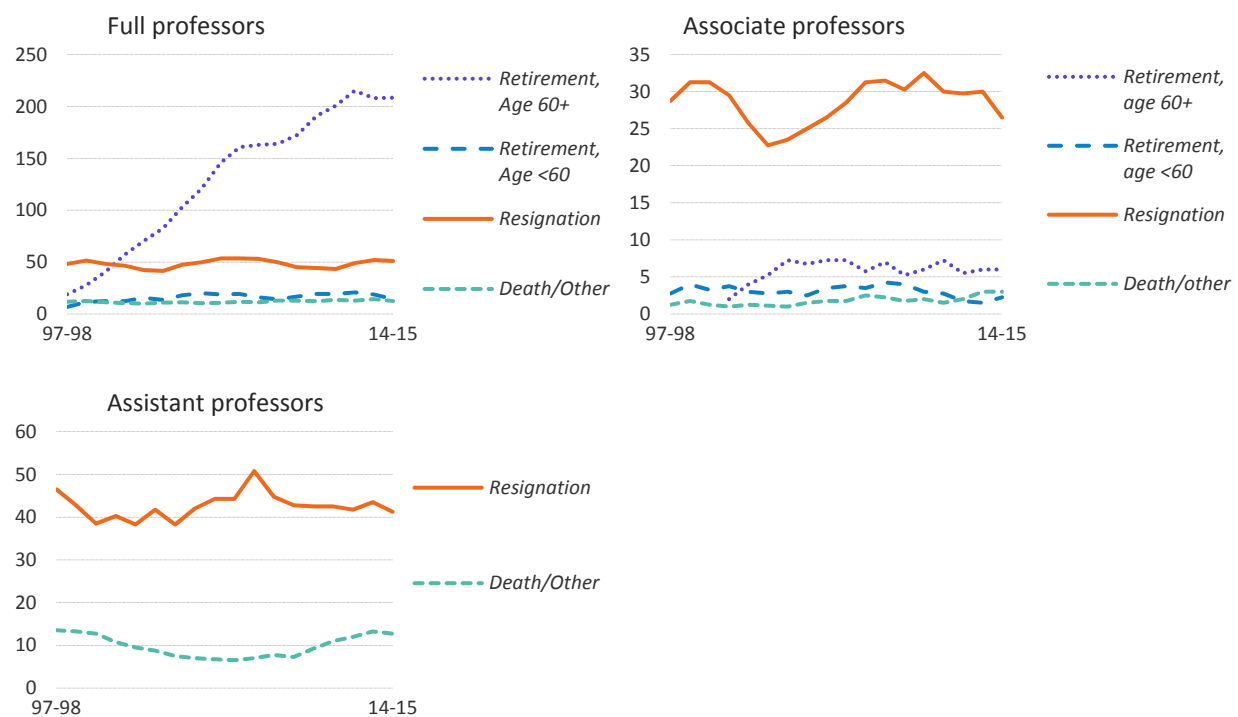 Full professors
250
200
150
100
50
0
97-98
14-15
Retirement,
Age 60+
Retirement,
Age <60
Resignation
Death/Other
Associate professors
35
30
25
20
15
10
5
0
97-98
14-15
Retirement,
age 60+
Retirement,
age <60
Resignation
Death/other
Assistant professors
60
50
40
30
20
10
0
97-98
14-15
Resignation
Death/Other